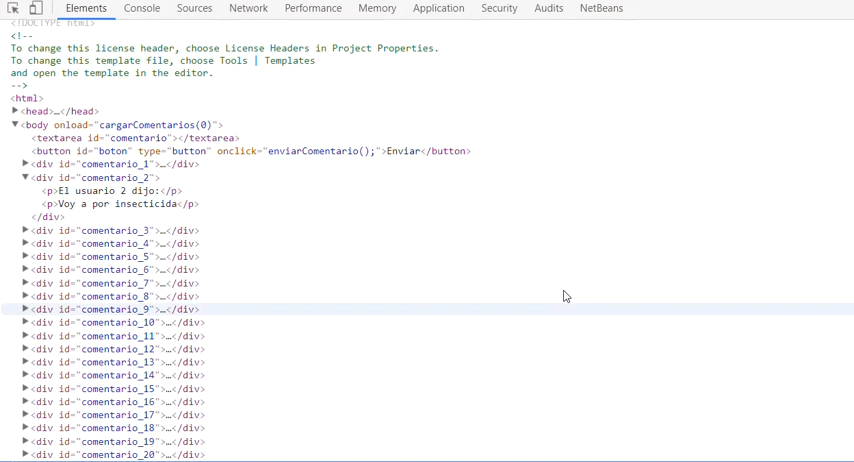 Elements Console Sources Network Performance Memory Application Security Audits NetBeans
<!DOCTYPE html>
<!--
To change this license header, choose License Headers in Project Properties.
To change this template file, choose Tools | Templates
and open the template in the editor.
-->
<html>
<head>…</head>
<body onload="cargarComentarios(0)">
<textarea id="comentario"></textarea>
<button id="boton" type="button" onclick="enviarComentario();">Enviar</button>
<div id="comentario_1">…</div>
<div id="comentario_2">
<p>El usuario 2 dijo:</p>
<p>Voy a por insecticida</p>
</div>
<div id="comentario_3">…</div>
<div id="comentario_4">…</div>
<div id="comentario_5">…</div>
<div id="comentario_6">…</div>
<div id="comentario_7">…</div>
<div id="comentario_8">…</div>
<div id="comentario_9">…</div>
<div id="comentario_10">…</div>
<div id="comentario_11">…</div>
<div id="comentario_12">…</div>
<div id="comentario_13">…</div>
<div id="comentario_14">…</div>
<div id="comentario_15">…</div>
<div id="comentario_16">…</div>
<div id="comentario_17">…</div>
<div id="comentario_18">…</div>
<div id="comentario_19">…</div>
<div id="comentario_20">…</div>